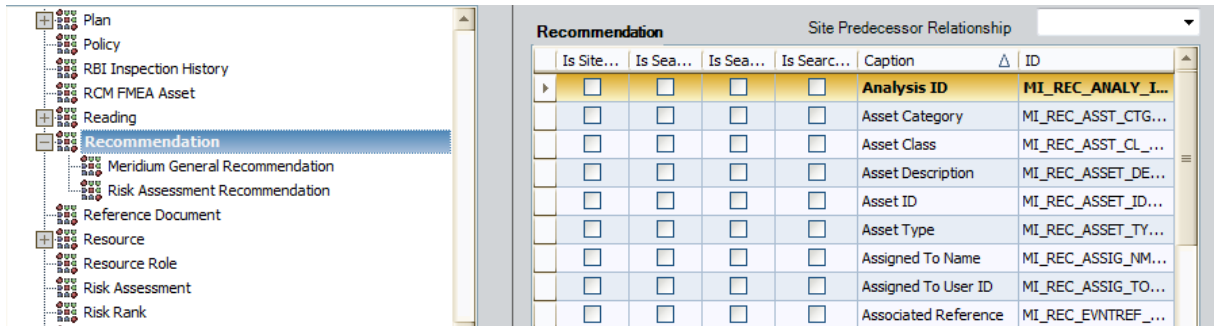 Plan
Policy
RBI Inspection History
RCM FMEA Asset
Reading
Recommendation
Meridium General Recommendation
Risk Assessment Recommendation
Reference Document
Resource
Resource Role
Risk Assessment
Risk Rank
Recommendation Site Predecessor Relationship
Is Site... Is Sea... Is Sea... Is Searc... Caption ID
Analysis ID MI_REC_ANALY_I...
Asset Category MI_REC_ASST_CTG...
Asset Class MI_REC_ASST_CL_...
Asset Description MI_REC_ASSET_DE...
Asset ID MI_REC_ASSET_ID...
Asset Type MI_REC_ASSET_TY...
Assigned To Name MI_REC_ASSIG_NM...
Assigned To User ID MI_REC_ASSIG_TO...
Associated Reference MI_REC_EVNTREF_...